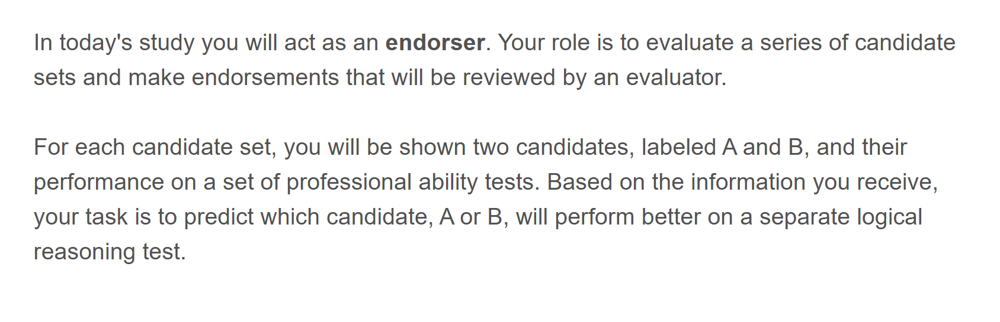 In today's study you will act as an endorser. Your role is to evaluate a series of candidate
sets and make endorsements that will be reviewed by an evaluator.
For each candidate set, you will be shown two candidates, labeled A and B, and their
performance on a set of professional ability tests. Based on the information you receive,
your task is to predict which candidate, A or B, will perform better on a separate logical
reasoning test.